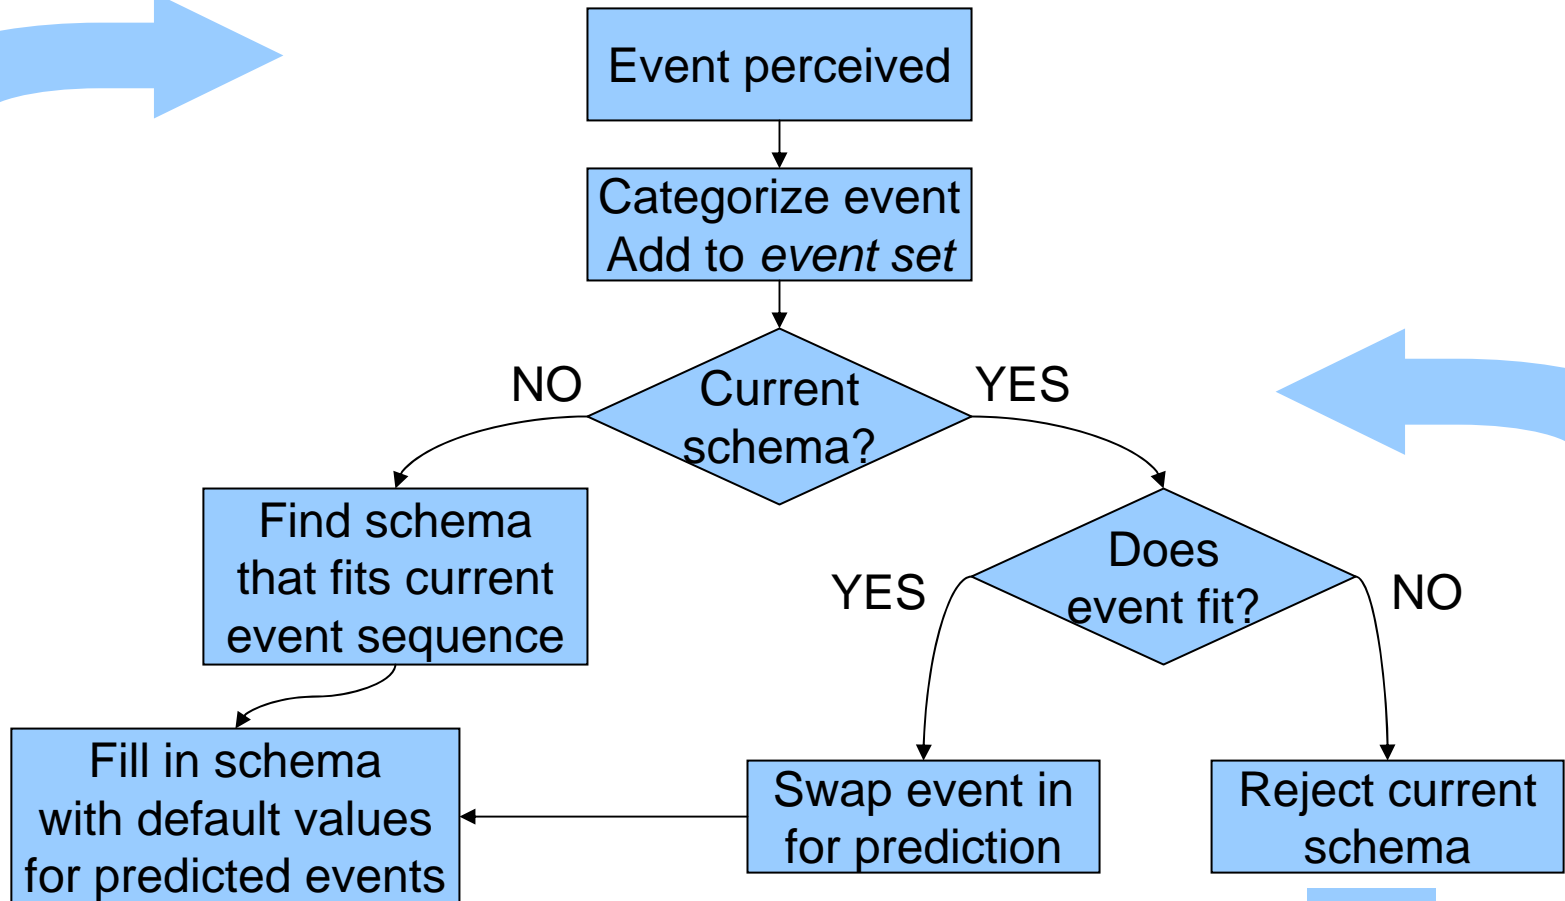 Event perceived
Categorize event
Add to event set
NO
Current
schema?
YES
Find schema
that fits current
event sequence
YES
Does
event fit?
NO
Fill in schema
with default values
for predicted events
Swap event in
for prediction
Reject current
schema